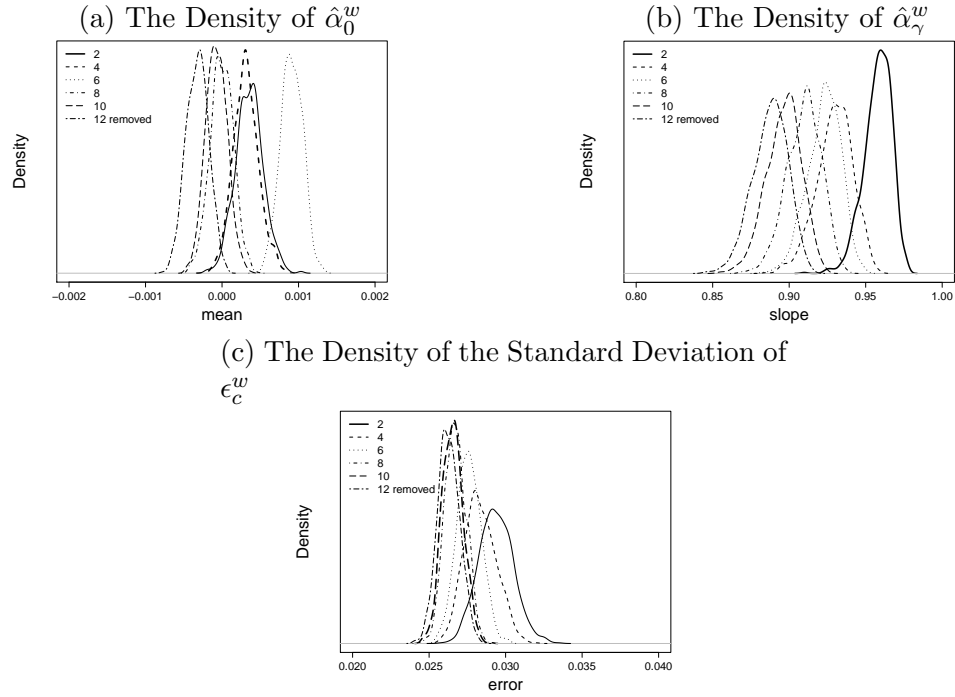 (a) The Density of α̂₀ʷ
Density
2
4
6
8
10
12 removed
−0.002 −0.001 0.000 0.001 0.002
mean
(b) The Density of α̂ᵧʷ
Density
2
4
6
8
10
12 removed
0.80 0.85 0.90 0.95 1.00
slope
(c) The Density of the Standard Deviation of
ϵ_c^w
Density
2
4
6
8
10
12 removed
0.020 0.025 0.030 0.035 0.040
error